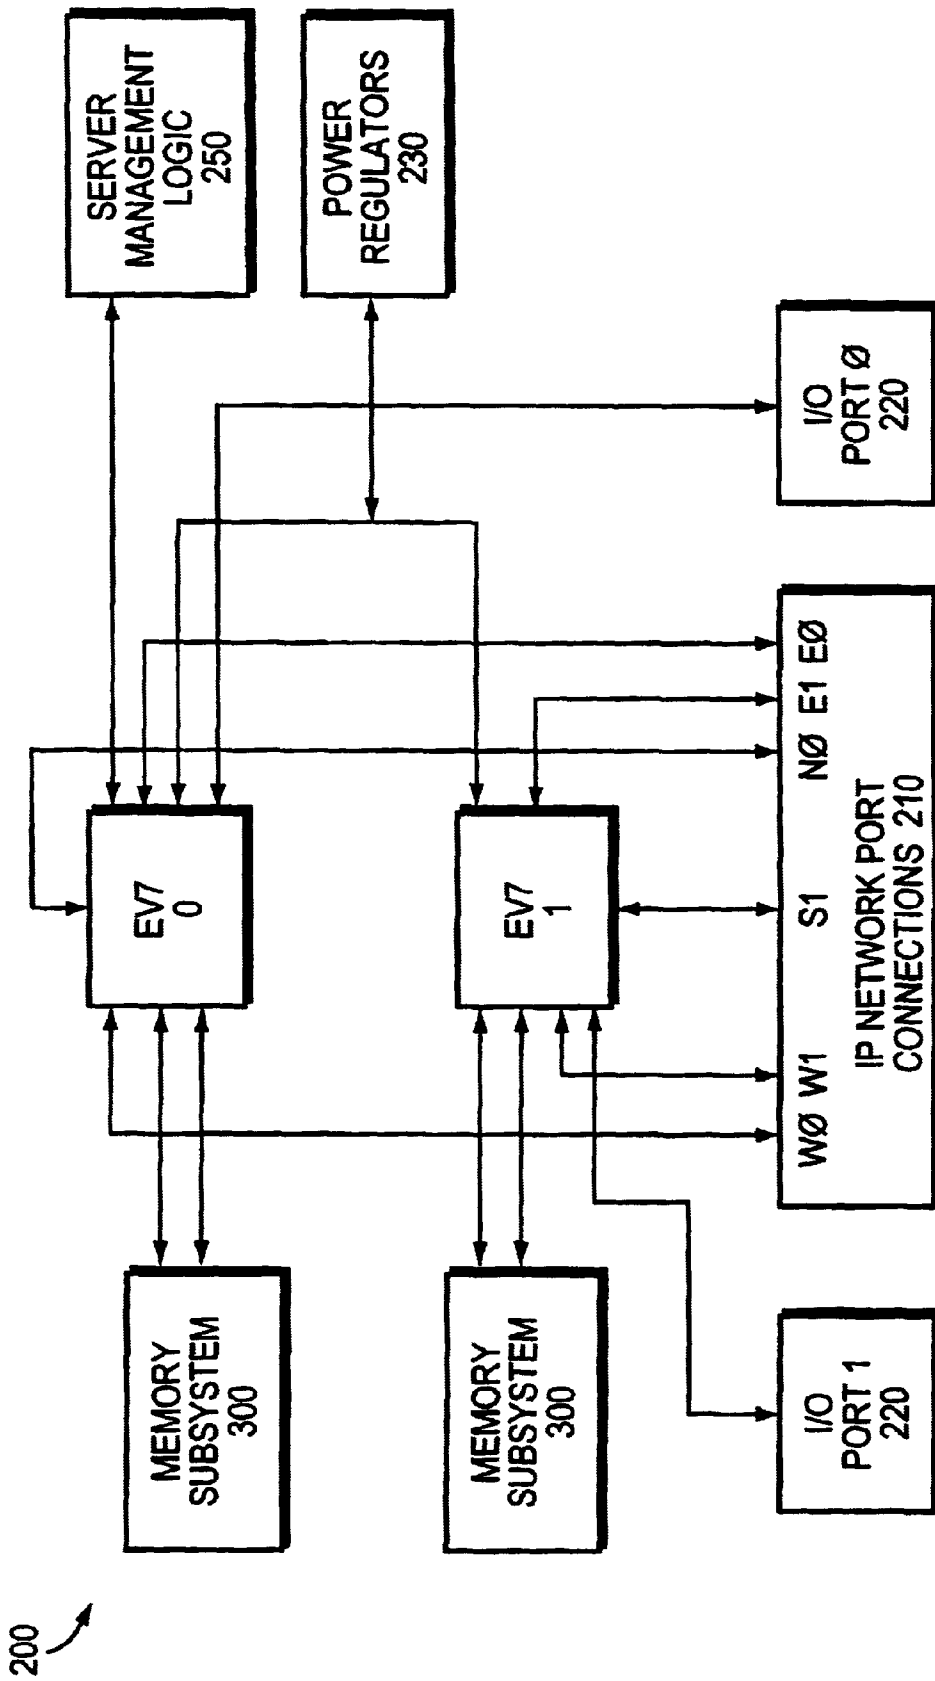 200
MEMORY
SUBSYSTEM
300
EV7
0
SERVER
MANAGEMENT
LOGIC
250
POWER
REGULATORS
230
MEMORY
SUBSYSTEM
300
EV7
1
I/O
PORT 1
220
WØ W1 S1 NØ E1 EØ
IP NETWORK PORT
CONNECTIONS 210
I/O
PORT Ø
220